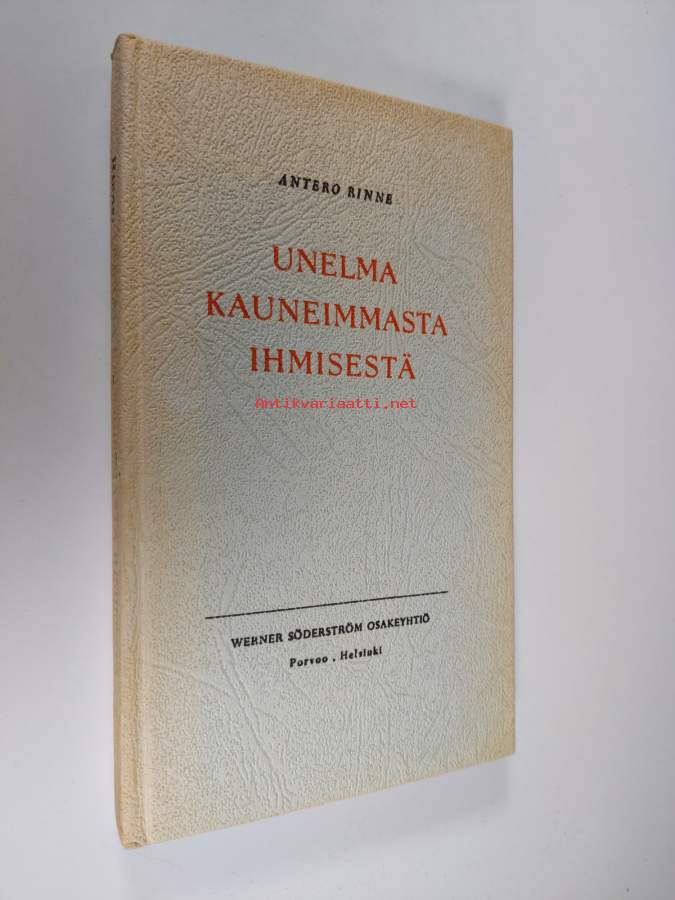 ANTERO RINNE
UNELMA
KAUNEIMMASTA
IHMISESTÄ
Antikvariaatti.net
WERNER SÖDERSTRÖM OSAKEYHTIÖ
Porvoo . Helsinki